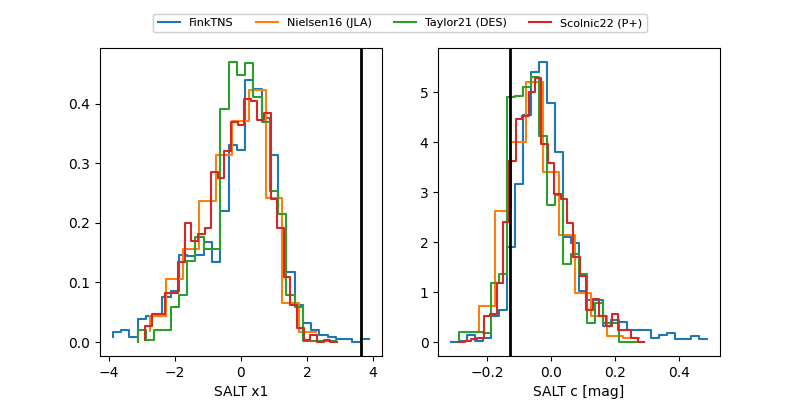 FinkTNS Nielsen16 (JLA) Taylor21 (DES) Scolnic22 (P+)
0.4
0.3
0.2
0.1
0.0
−4 −2 0 2 4
SALT x1
5
4
3
2
1
0
−0.2 0.0 0.2 0.4
SALT c [mag]